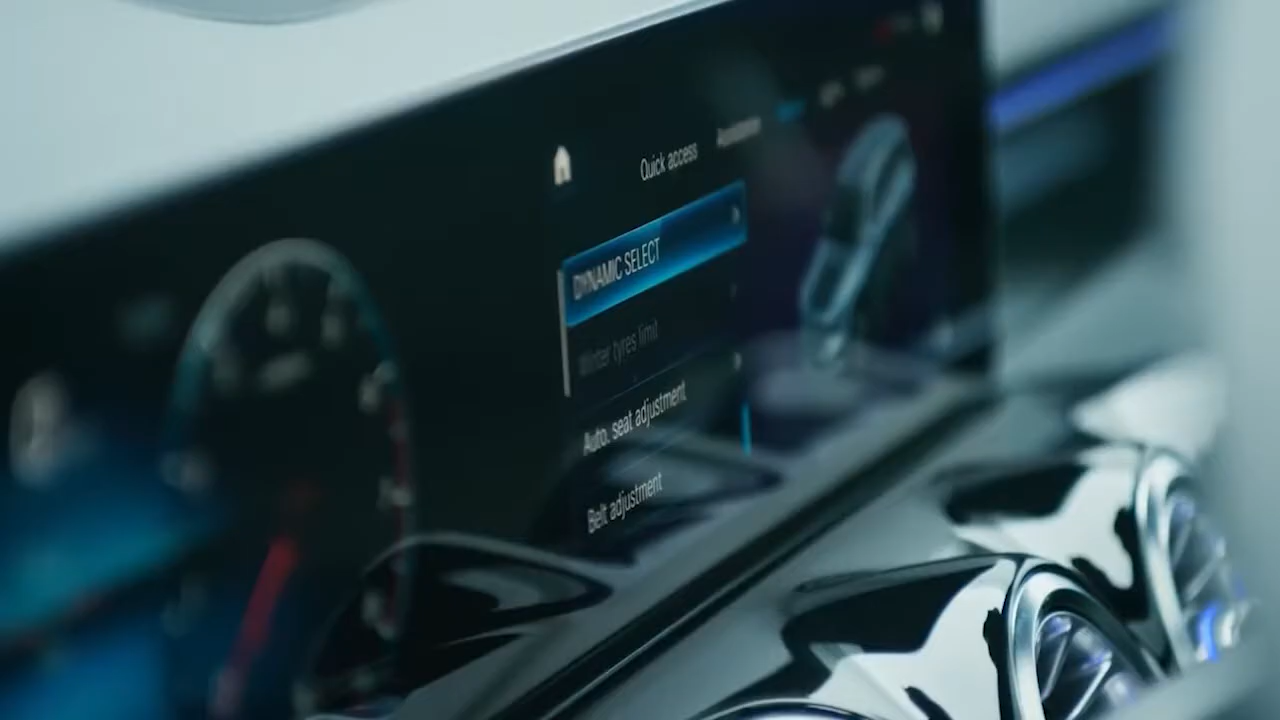 Quick access
DYNAMIC SELECT
Winter tyres limit
Auto. seat adjustment
Belt adjustment